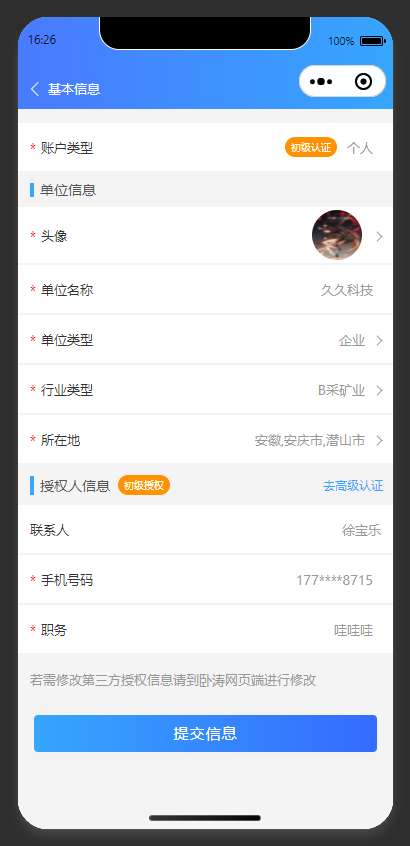 16:26 100%
基本信息
* 账户类型 初级认证 个人
单位信息
* 头像
* 单位名称 久久科技
* 单位类型 企业
* 行业类型 B采矿业
* 所在地 安徽,安庆市,潜山市
授权人信息 初级授权 去高级认证
联系人 徐宝乐
* 手机号码 177****8715
* 职务 哇哇哇
若需修改第三方授权信息请到卧涛网页端进行修改
提交信息